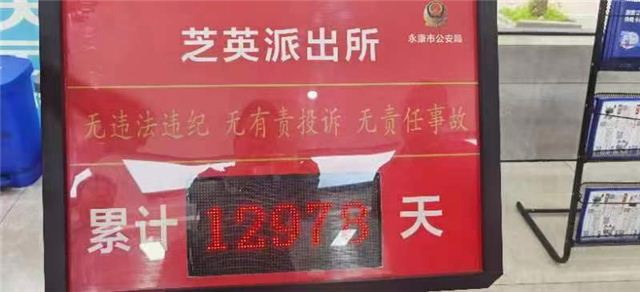 永康市公安局
芝英派出所
无违法违纪 无有责投诉 无责任事故
累计 12978 天